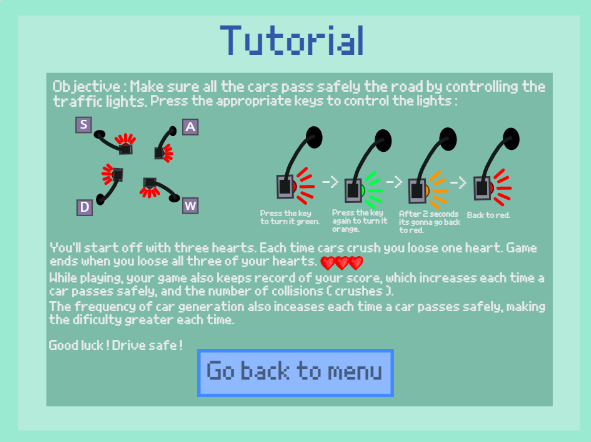 Tutorial
Objective : Make sure all the cars pass safely the road by controlling the
traffic lights. Press the appropriate keys to control the lights :
S
A
D
W
Press the key
to turn it green.
Press the key
again to turn it
orange.
After 2 seconds
its gonna go back
to red.
Back to red.
You'll start off with three hearts. Each time cars crush you loose one heart. Game
ends when you loose all three of your hearts.
While playing, your game also keeps record of your score, which increases each time a
car passes safely, and the number of collisions ( crushes ).
The frequency of car generation also inceases each time a car passes safely, making
the dificulty greater each time.
Good luck ! Drive safe !
Go back to menu